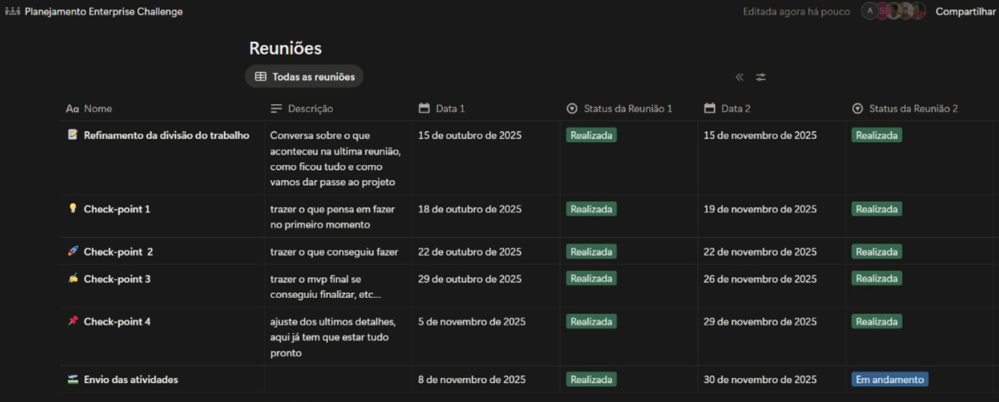 Planejamento Enterprise Challenge
Editada agora há pouco
A S
Compartilhar
Reuniões
Todas as reuniões
Aa Nome
Descrição
Data 1
Status da Reunião 1
Data 2
Status da Reunião 2
Refinamento da divisão do trabalho
Conversa sobre o que
aconteceu na ultima reunião,
como ficou tudo e como
vamos dar passe ao projeto
15 de outubro de 2025
Realizada
15 de novembro de 2025
Realizada
Check-point 1
trazer o que pensa em fazer
no primeiro momento
18 de outubro de 2025
Realizada
19 de novembro de 2025
Realizada
Check-point 2
trazer o que conseguiu fazer
22 de outubro de 2025
Realizada
22 de novembro de 2025
Realizada
Check-point 3
trazer o mvp final se
conseguiu finalizar, etc...
29 de outubro de 2025
Realizada
26 de novembro de 2025
Realizada
Check-point 4
ajuste dos ultimos detalhes,
aqui já tem que estar tudo
pronto
5 de novembro de 2025
Realizada
29 de novembro de 2025
Realizada
Envio das atividades
8 de novembro de 2025
Realizada
30 de novembro de 2025
Em andamento